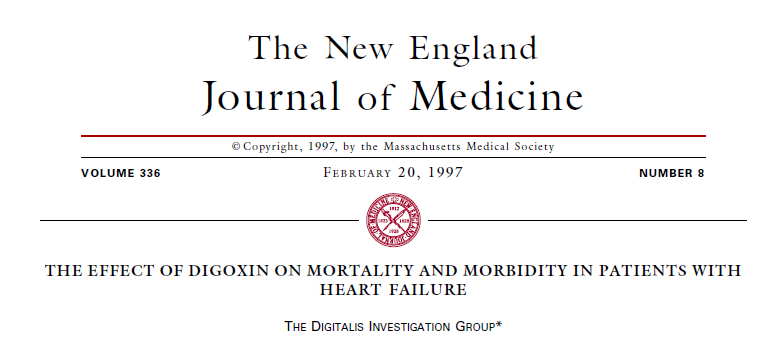 The New England
Journal of Medicine
© Copyright, 1997, by the Massachusetts Medical Society
VOLUME 336 FEBRUARY 20, 1997 NUMBER 8
THE EFFECT OF DIGOXIN ON MORTALITY AND MORBIDITY IN PATIENTS WITH
HEART FAILURE
THE DIGITALIS INVESTIGATION GROUP*